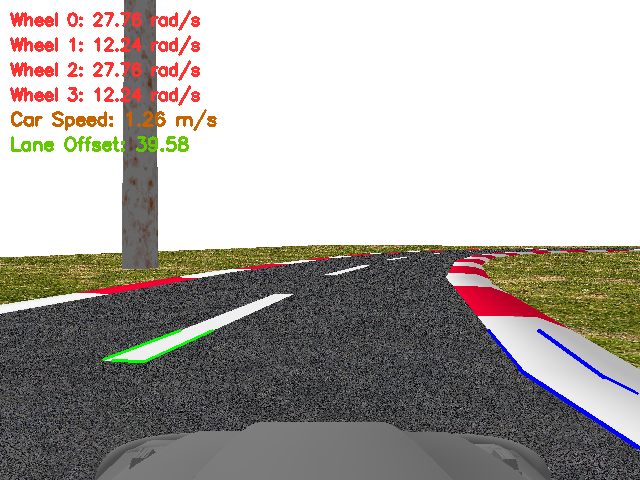 Wheel 0: 27.76 rad/s
Wheel 1: 12.24 rad/s
Wheel 2: 27.76 rad/s
Wheel 3: 12.24 rad/s
Car Speed: 1.26 m/s
Lane Offset: 39.58